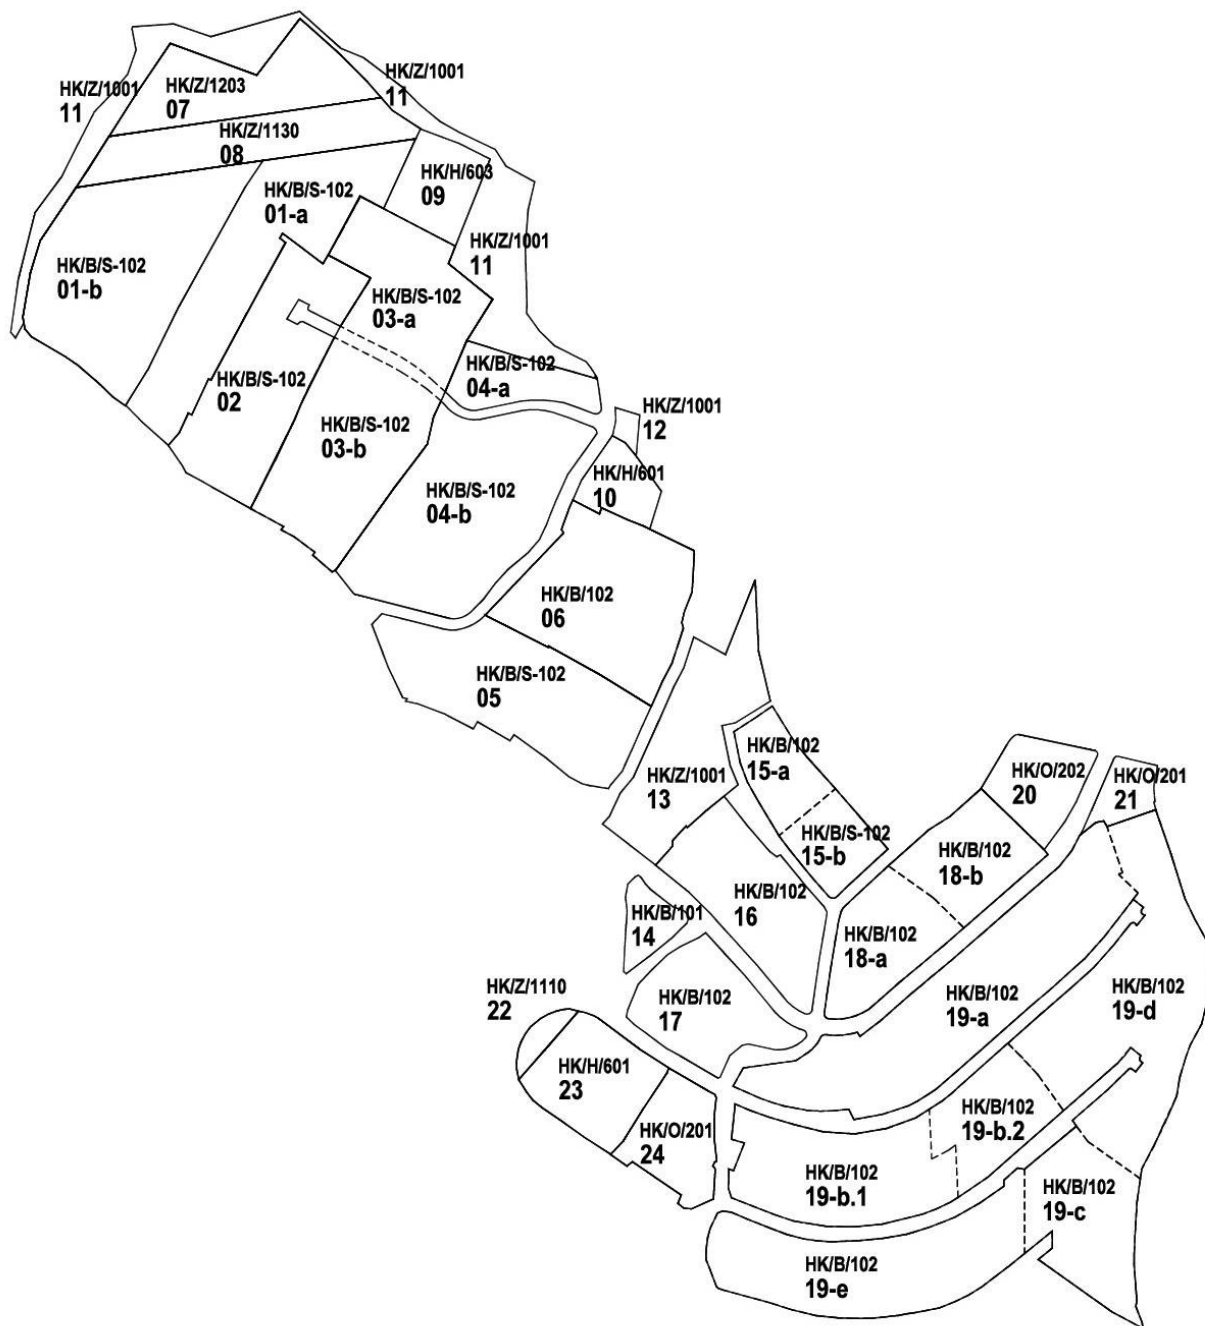 HK/Z/1001
11
HK/Z/1203
07
HK/Z/1001
11
HK/Z/1130
08
HK/H/603
09
HK/B/S-102
01-a
HK/Z/1001
11
HK/B/S-102
01-b
HK/B/S-102
03-a
HK/B/S-102
04-a
HK/B/S-102
02
HK/Z/1001
12
HK/B/S-102
03-b
HK/H/601
10
HK/B/S-102
04-b
HK/B/102
06
HK/B/S-102
05
HK/B/102
15-a
HK/Z/1001
13
HK/O/202
20
HK/O/201
21
HK/B/S-102
15-b
HK/B/102
18-b
HK/B/102
16
HK/B/101
14
HK/B/102
18-a
HK/Z/1110
22
HK/B/102
17
HK/B/102
19-a
HK/B/102
19-d
HK/H/601
23
HK/B/102
19-b.2
HK/O/201
24
HK/B/102
19-b.1
HK/B/102
19-c
HK/B/102
19-e